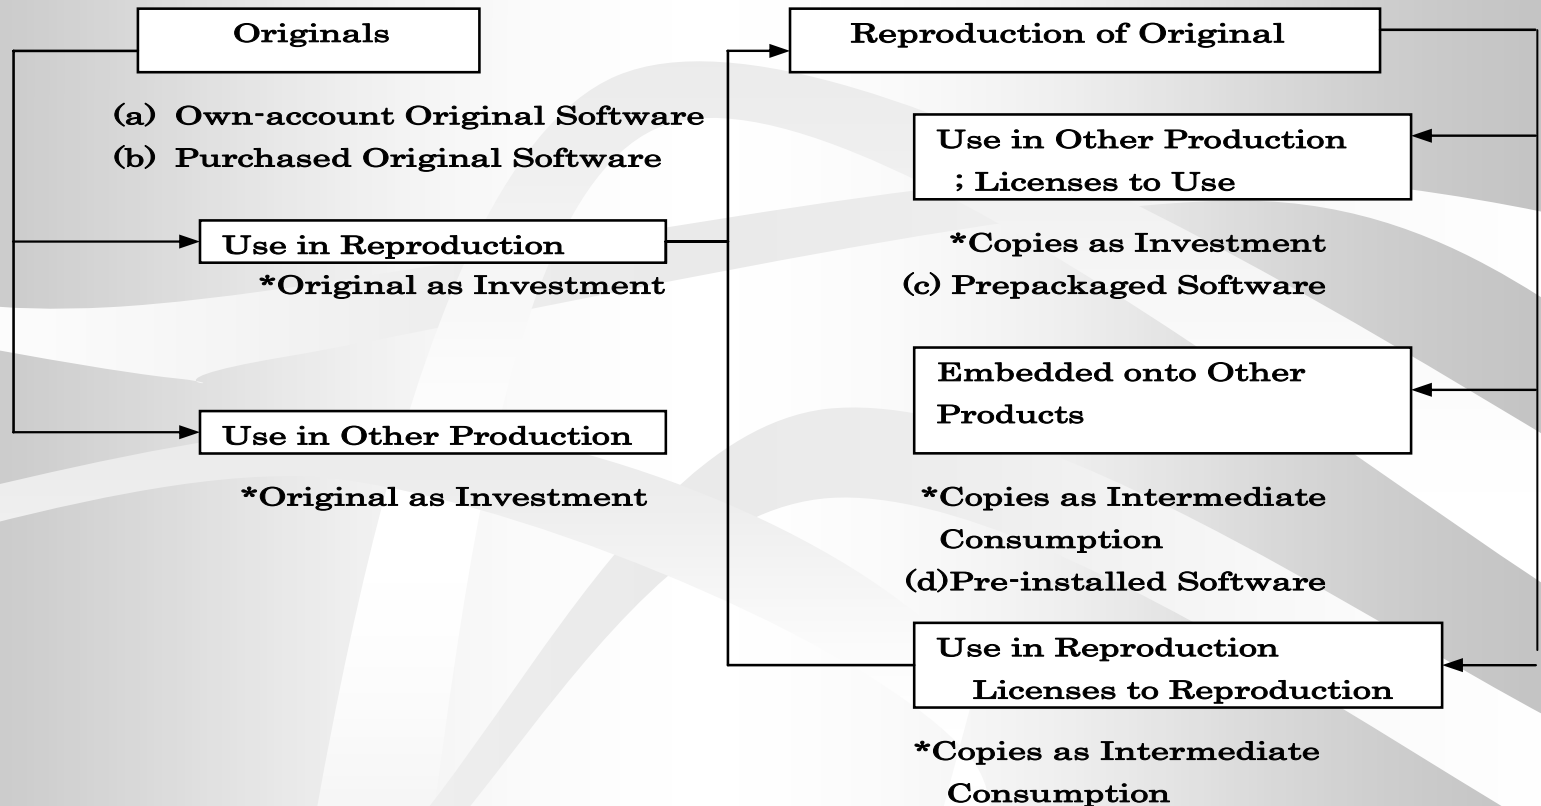 Originals
(a) Own-account Original Software
(b) Purchased Original Software
Use in Reproduction
*Original as Investment
Use in Other Production
*Original as Investment
Reproduction of Original
Use in Other Production
; Licenses to Use
*Copies as Investment
(c) Prepackaged Software
Embedded onto Other
Products
*Copies as Intermediate
Consumption
(d)Pre-installed Software
Use in Reproduction
Licenses to Reproduction
*Copies as Intermediate
Consumption